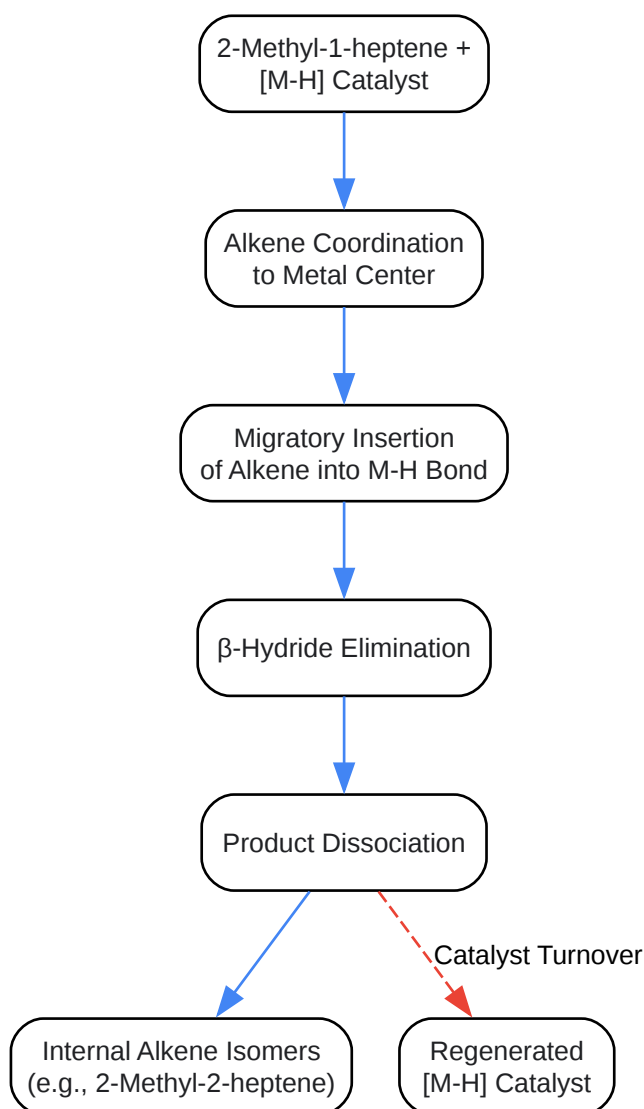 2-Methyl-1-heptene +
[M-H] Catalyst
Alkene Coordination
to Metal Center
Migratory Insertion
of Alkene into M-H Bond
β-Hydride Elimination
Product Dissociation
Catalyst Turnover
Internal Alkene Isomers
(e.g., 2-Methyl-2-heptene)
Regenerated
[M-H] Catalyst